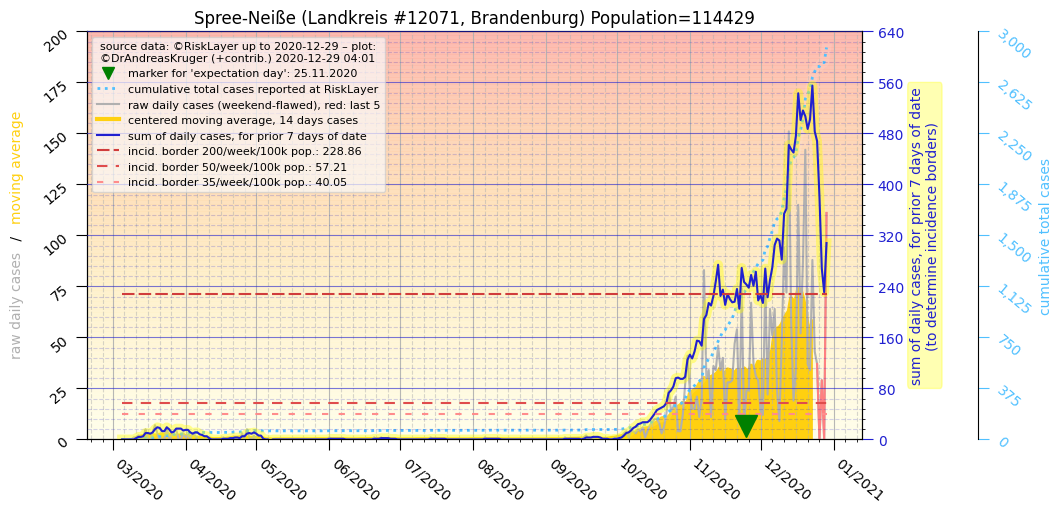 Spree-Neiße (Landkreis #12071, Brandenburg) Population=114429
source data: ©RiskLayer up to 2020-12-29 – plot:
©DrAndreasKruger (+contrib.) 2020-12-29 04:01
marker for 'expectation day': 25.11.2020
cumulative total cases reported at RiskLayer
raw daily cases (weekend-flawed), red: last 5
centered moving average, 14 days cases
sum of daily cases, for prior 7 days of date
incid. border 200/week/100k pop.: 228.86
incid. border 50/week/100k pop.: 57.21
incid. border 35/week/100k pop.: 40.05
raw daily cases / moving average
200
175
150
125
100
75
50
25
0
640
560
480
400
320
240
160
80
0
sum of daily cases, for prior 7 days of date
(to determine incidence borders)
3,000
2,625
2,250
1,875
1,500
1,125
750
375
0
cumulative total cases
03/2020
04/2020
05/2020
06/2020
07/2020
08/2020
09/2020
10/2020
11/2020
12/2020
01/2021